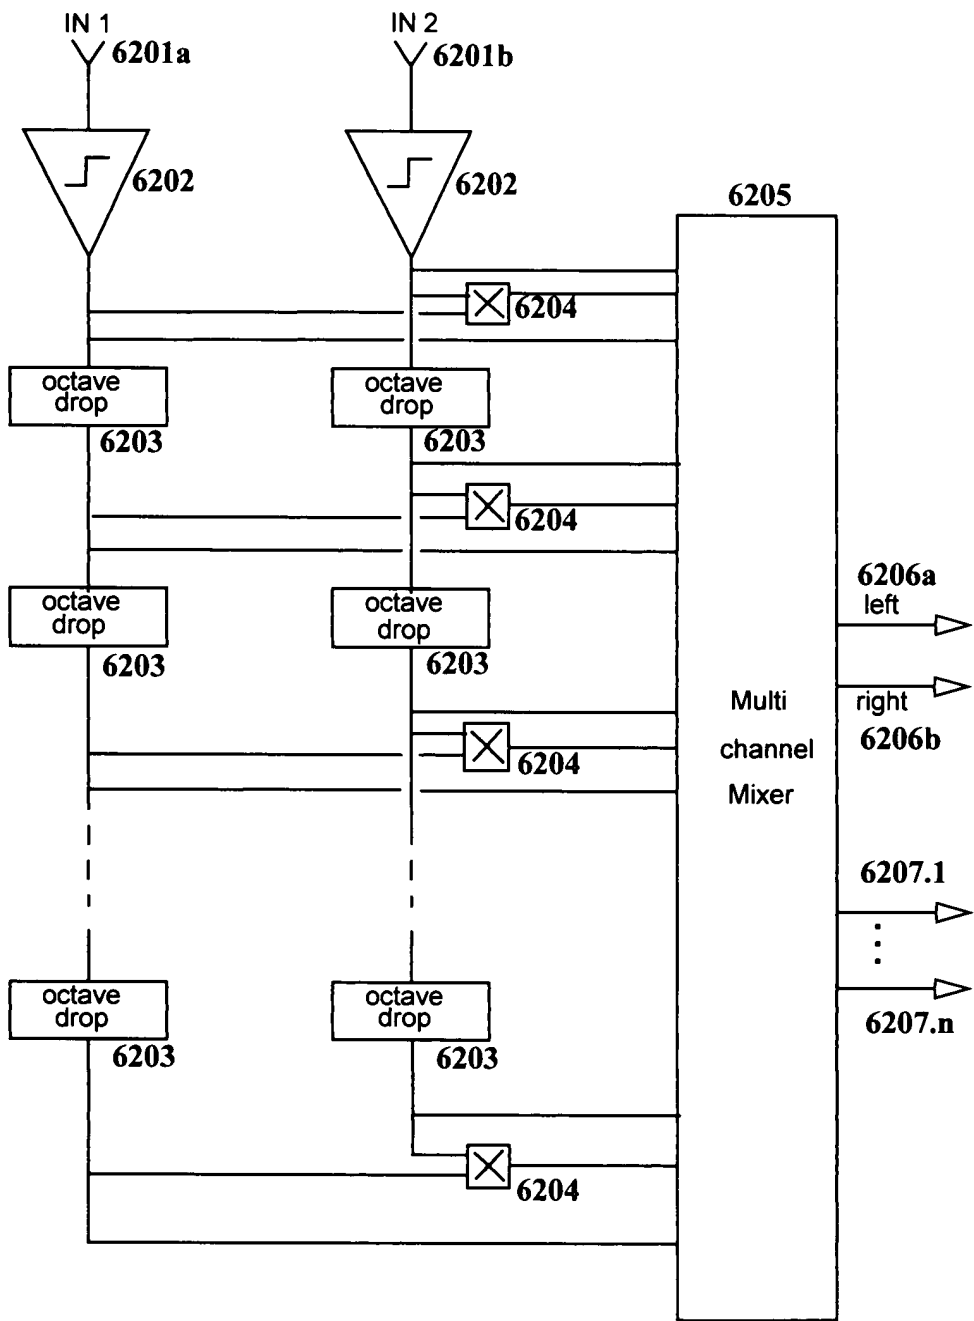 IN 1
6201a
IN 2
6201b
6202
6202
6205
6204
octave
drop
6203
octave
drop
6203
6204
octave
drop
6203
octave
drop
6203
6206a
left
right
6206b
Multi
channel
Mixer
6204
6207.1
6207.n
octave
drop
6203
octave
drop
6203
6204